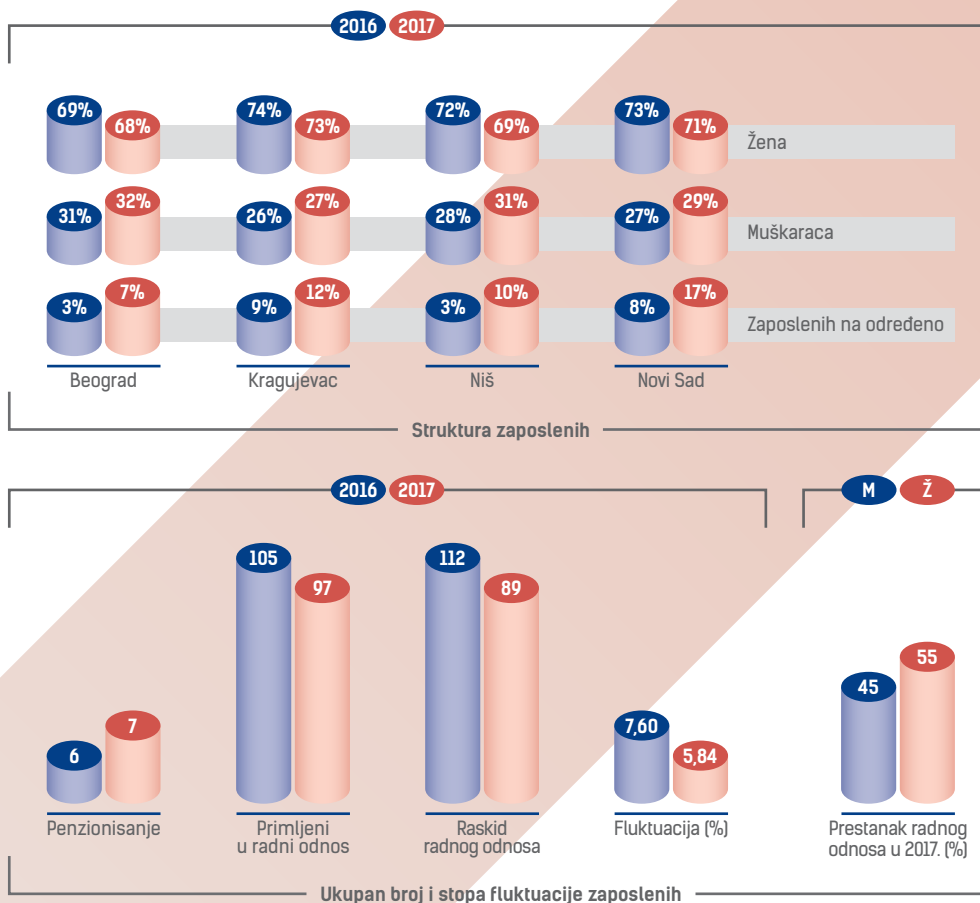 2016 2017
69% 68% 74% 73% 72% 69% 73% 71% Žena
31% 32% 26% 27% 28% 31% 27% 29% Muškaraca
3% 7% 9% 12% 3% 10% 8% 17% Zaposlenih na određeno
Beograd Kragujevac Niš Novi Sad
Struktura zaposlenih
2016 2017 M Ž
6 7 105 97 112 89 7,60 5,84 45 55
Penzionisanje
Primljeni
u radni odnos
Raskid
radnog odnosa
Fluktuacija (%)
Prestanak radnog
odnosa u 2017. (%)
Ukupan broj i stopa fluktuacije zaposlenih